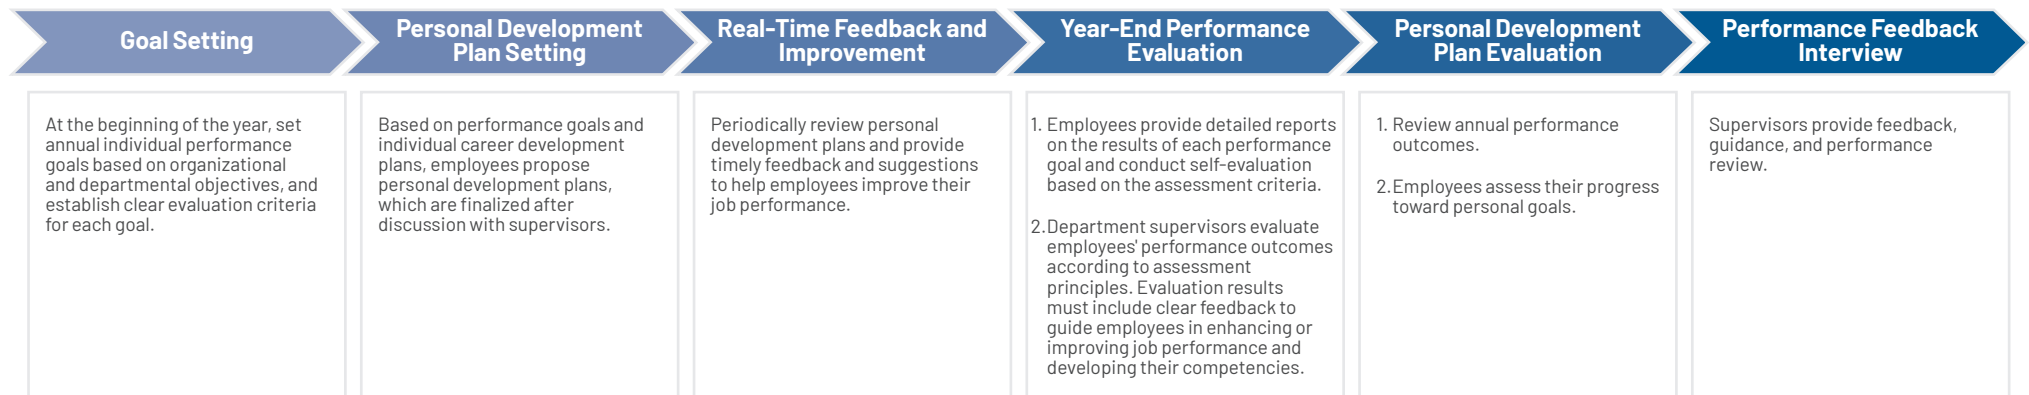 Goal Setting
Personal Development
Plan Setting
Real-Time Feedback and
Improvement
Year-End Performance
Evaluation
Personal Development
Plan Evaluation
Performance Feedback
Interview
At the beginning of the year, set
annual individual performance
goals based on organizational
and departmental objectives, and
establish clear evaluation criteria
for each goal.
Based on performance goals and
individual career development
plans, employees propose
personal development plans,
which are finalized after
discussion with supervisors.
Periodically review personal
development plans and provide
timely feedback and suggestions
to help employees improve their
job performance.
1. Employees provide detailed reports
on the results of each performance
goal and conduct self-evaluation
based on the assessment criteria.
2.Department supervisors evaluate
employees' performance outcomes
according to assessment
principles. Evaluation results
must include clear feedback to
guide employees in enhancing or
improving job performance and
developing their competencies.
1. Review annual performance
outcomes.
2.Employees assess their progress
toward personal goals.
Supervisors provide feedback,
guidance, and performance
review.